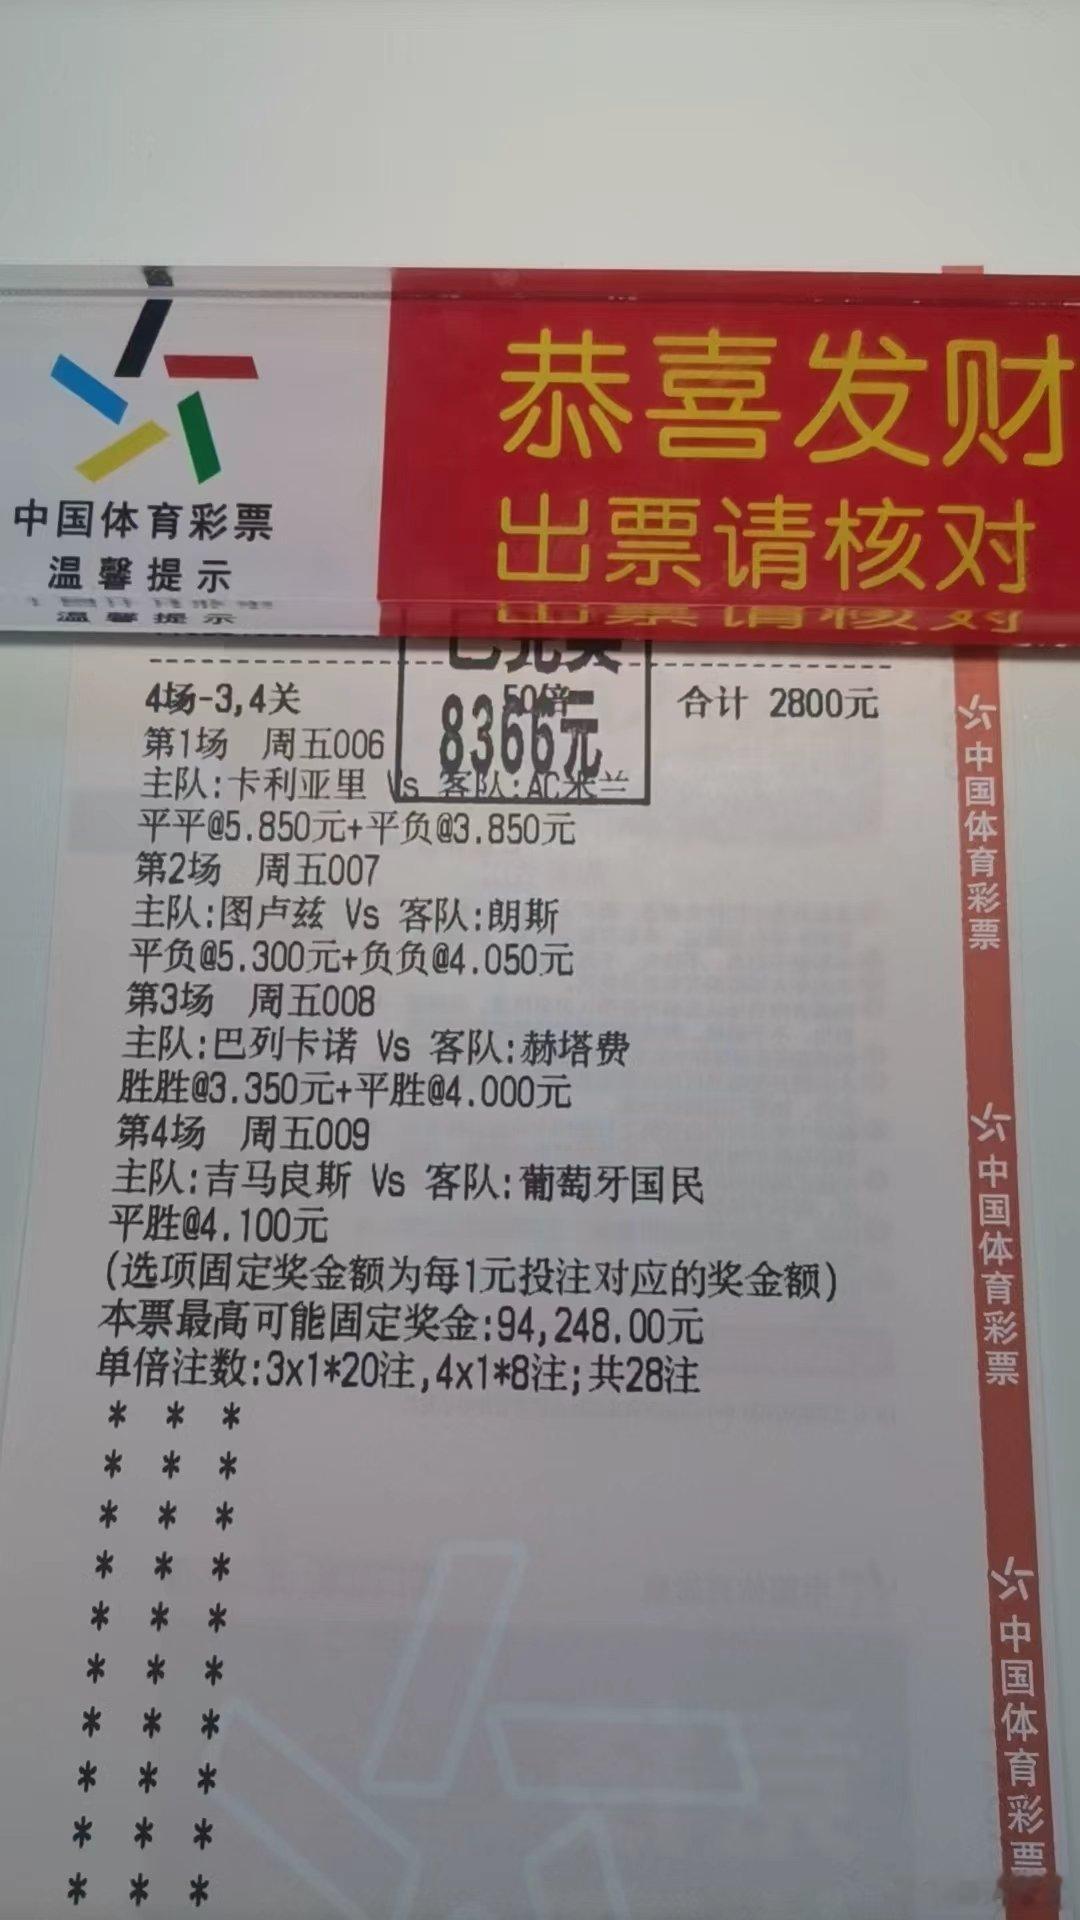 中国体育彩票
温馨提示
恭喜发财
出票请核对
已兑奖
8366元
4场-3,4关 50倍 合计 2800元
第1场 周五006
主队:卡利亚里 Vs 客队:AC米兰
平平@5.850元+平负@3.850元
第2场 周五007
主队:图卢兹 Vs 客队:朗斯
平负@5.300元+负负@4.050元
第3场 周五008
主队:巴列卡诺 Vs 客队:赫塔费
胜胜@3.350元+平胜@4.000元
第4场 周五009
主队:吉马良斯 Vs 客队:葡萄牙国民
平胜@4.100元
(选项固定奖金额为每1元投注对应的奖金额)
本票最高可能固定奖金:94,248.00元
单倍注数:3x1*20注,4x1*8注;共28注
* * *
* * *
* * *
* * *
* * *
* * *
* * *
* * *
* * *
* * *
中国体育彩票
中国体育彩票
中国体育彩票